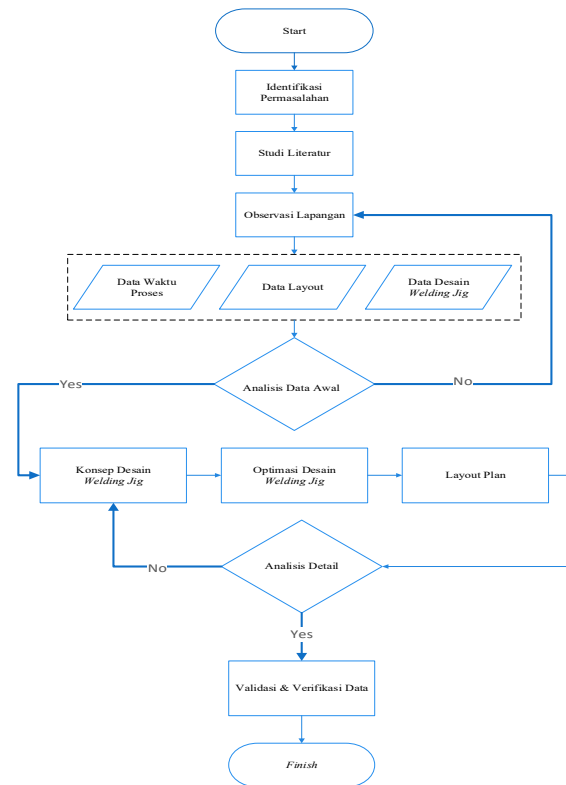 Start
Identifikasi
Permasalahan
Studi Literatur
Observasi Lapangan
Data Waktu
Proses
Data Layout
Data Desain
Welding Jig
Analisis Data Awal
Yes
No
Konsep Desain
Welding Jig
Optimasi Desain
Welding Jig
Layout Plan
Analisis Detail
No
Yes
Validasi & Verifikasi Data
Finish